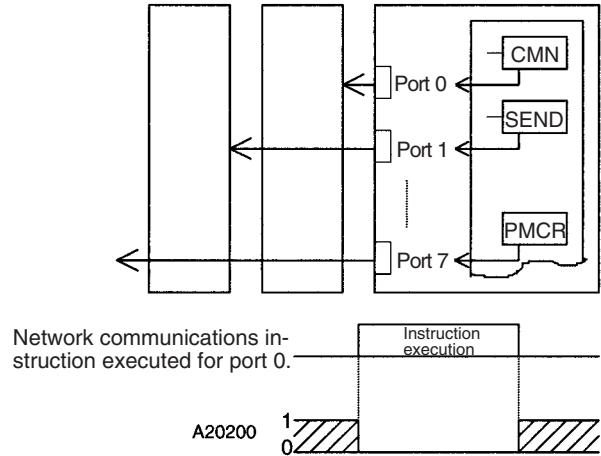 CMN
Port 0
SEND
Port 1
PMCR
Port 7
Network communications in-
struction executed for port 0.
Instruction
execution
A20200
1
0